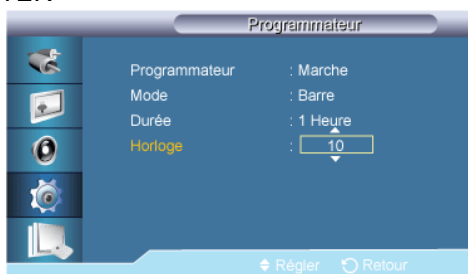 Programmateur
Programmateur : Marche
Mode : Barre
Durée : 1 Heure
Horloge : 10
Régler Retour